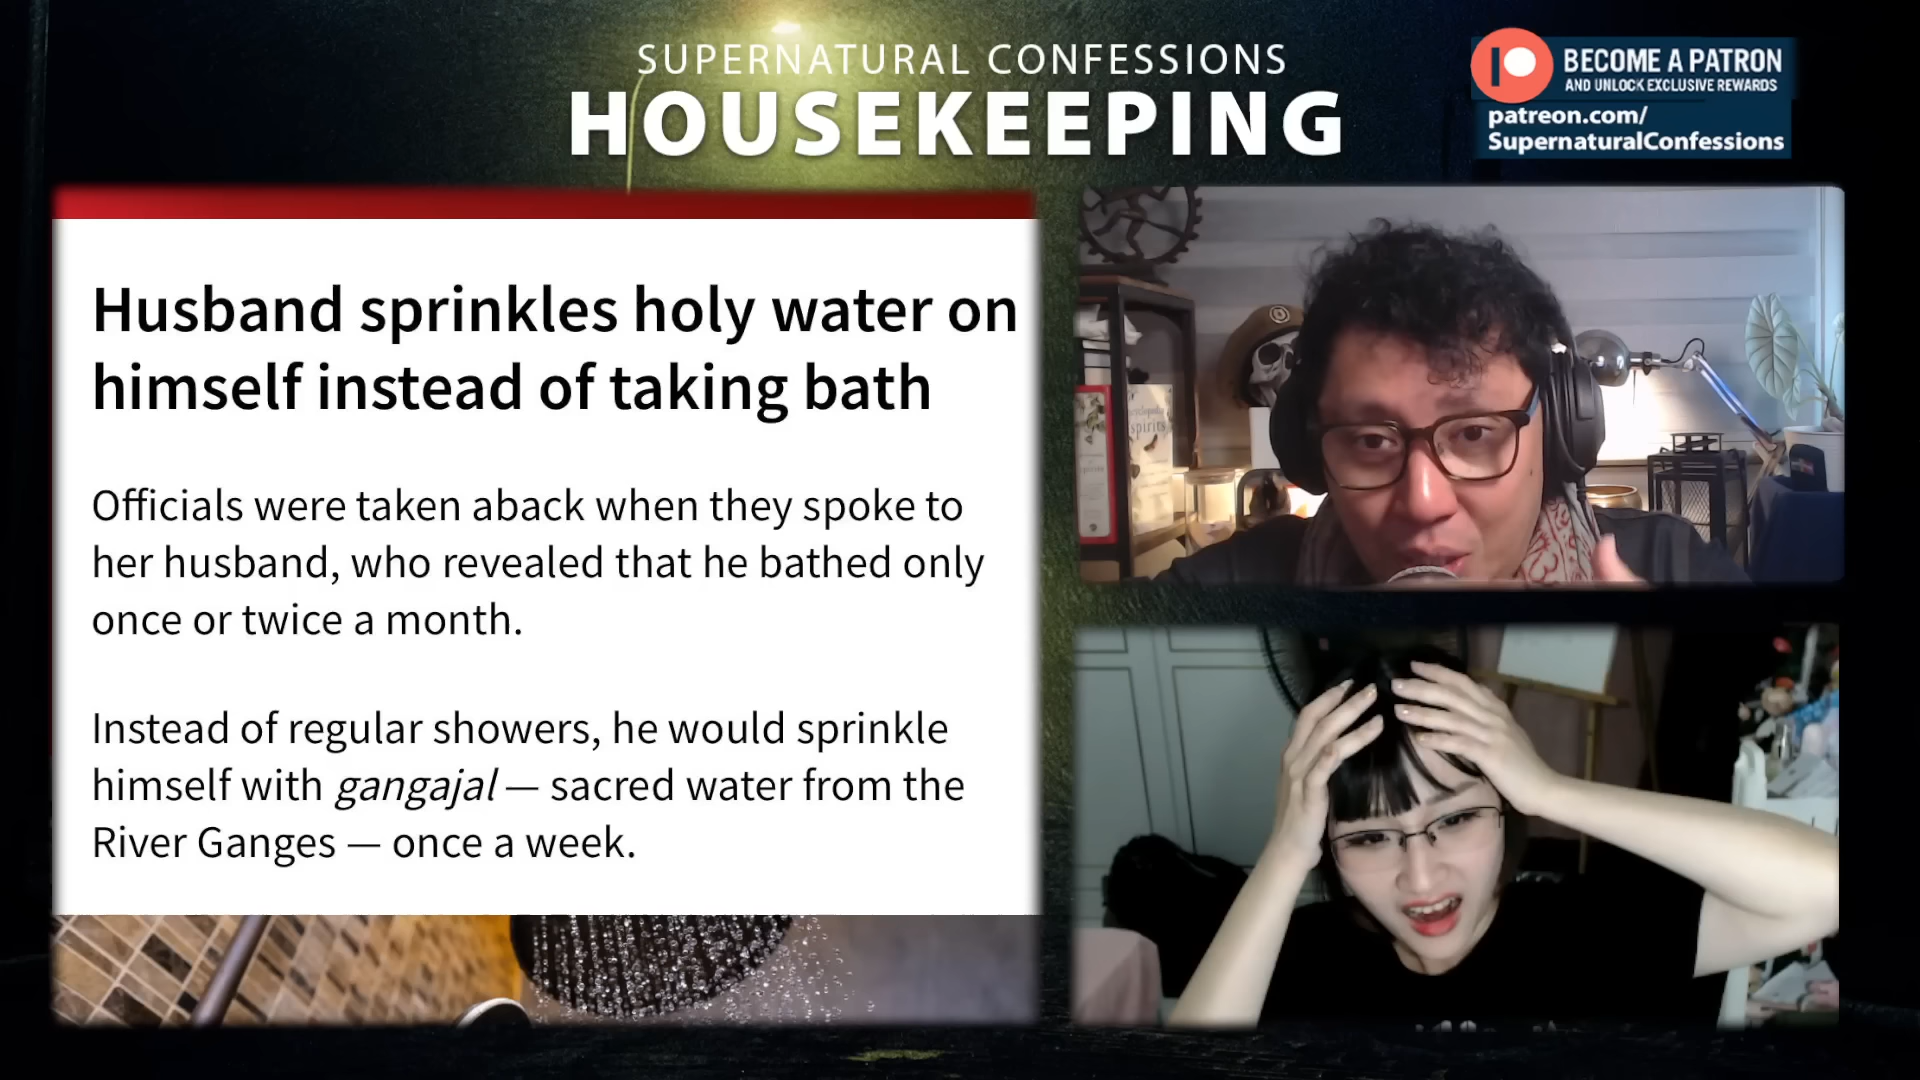 SUPERNATURAL CONFESSIONS
HOUSEKEEPING
BECOME A PATRON
AND UNLOCK EXCLUSIVE REWARDS
patreon.com/
SupernaturalConfessions
Husband sprinkles holy water on
himself instead of taking bath
Officials were taken aback when they spoke to
her husband, who revealed that he bathed only
once or twice a month.
Instead of regular showers, he would sprinkle
himself with gangajal — sacred water from the
River Ganges — once a week.
spirits